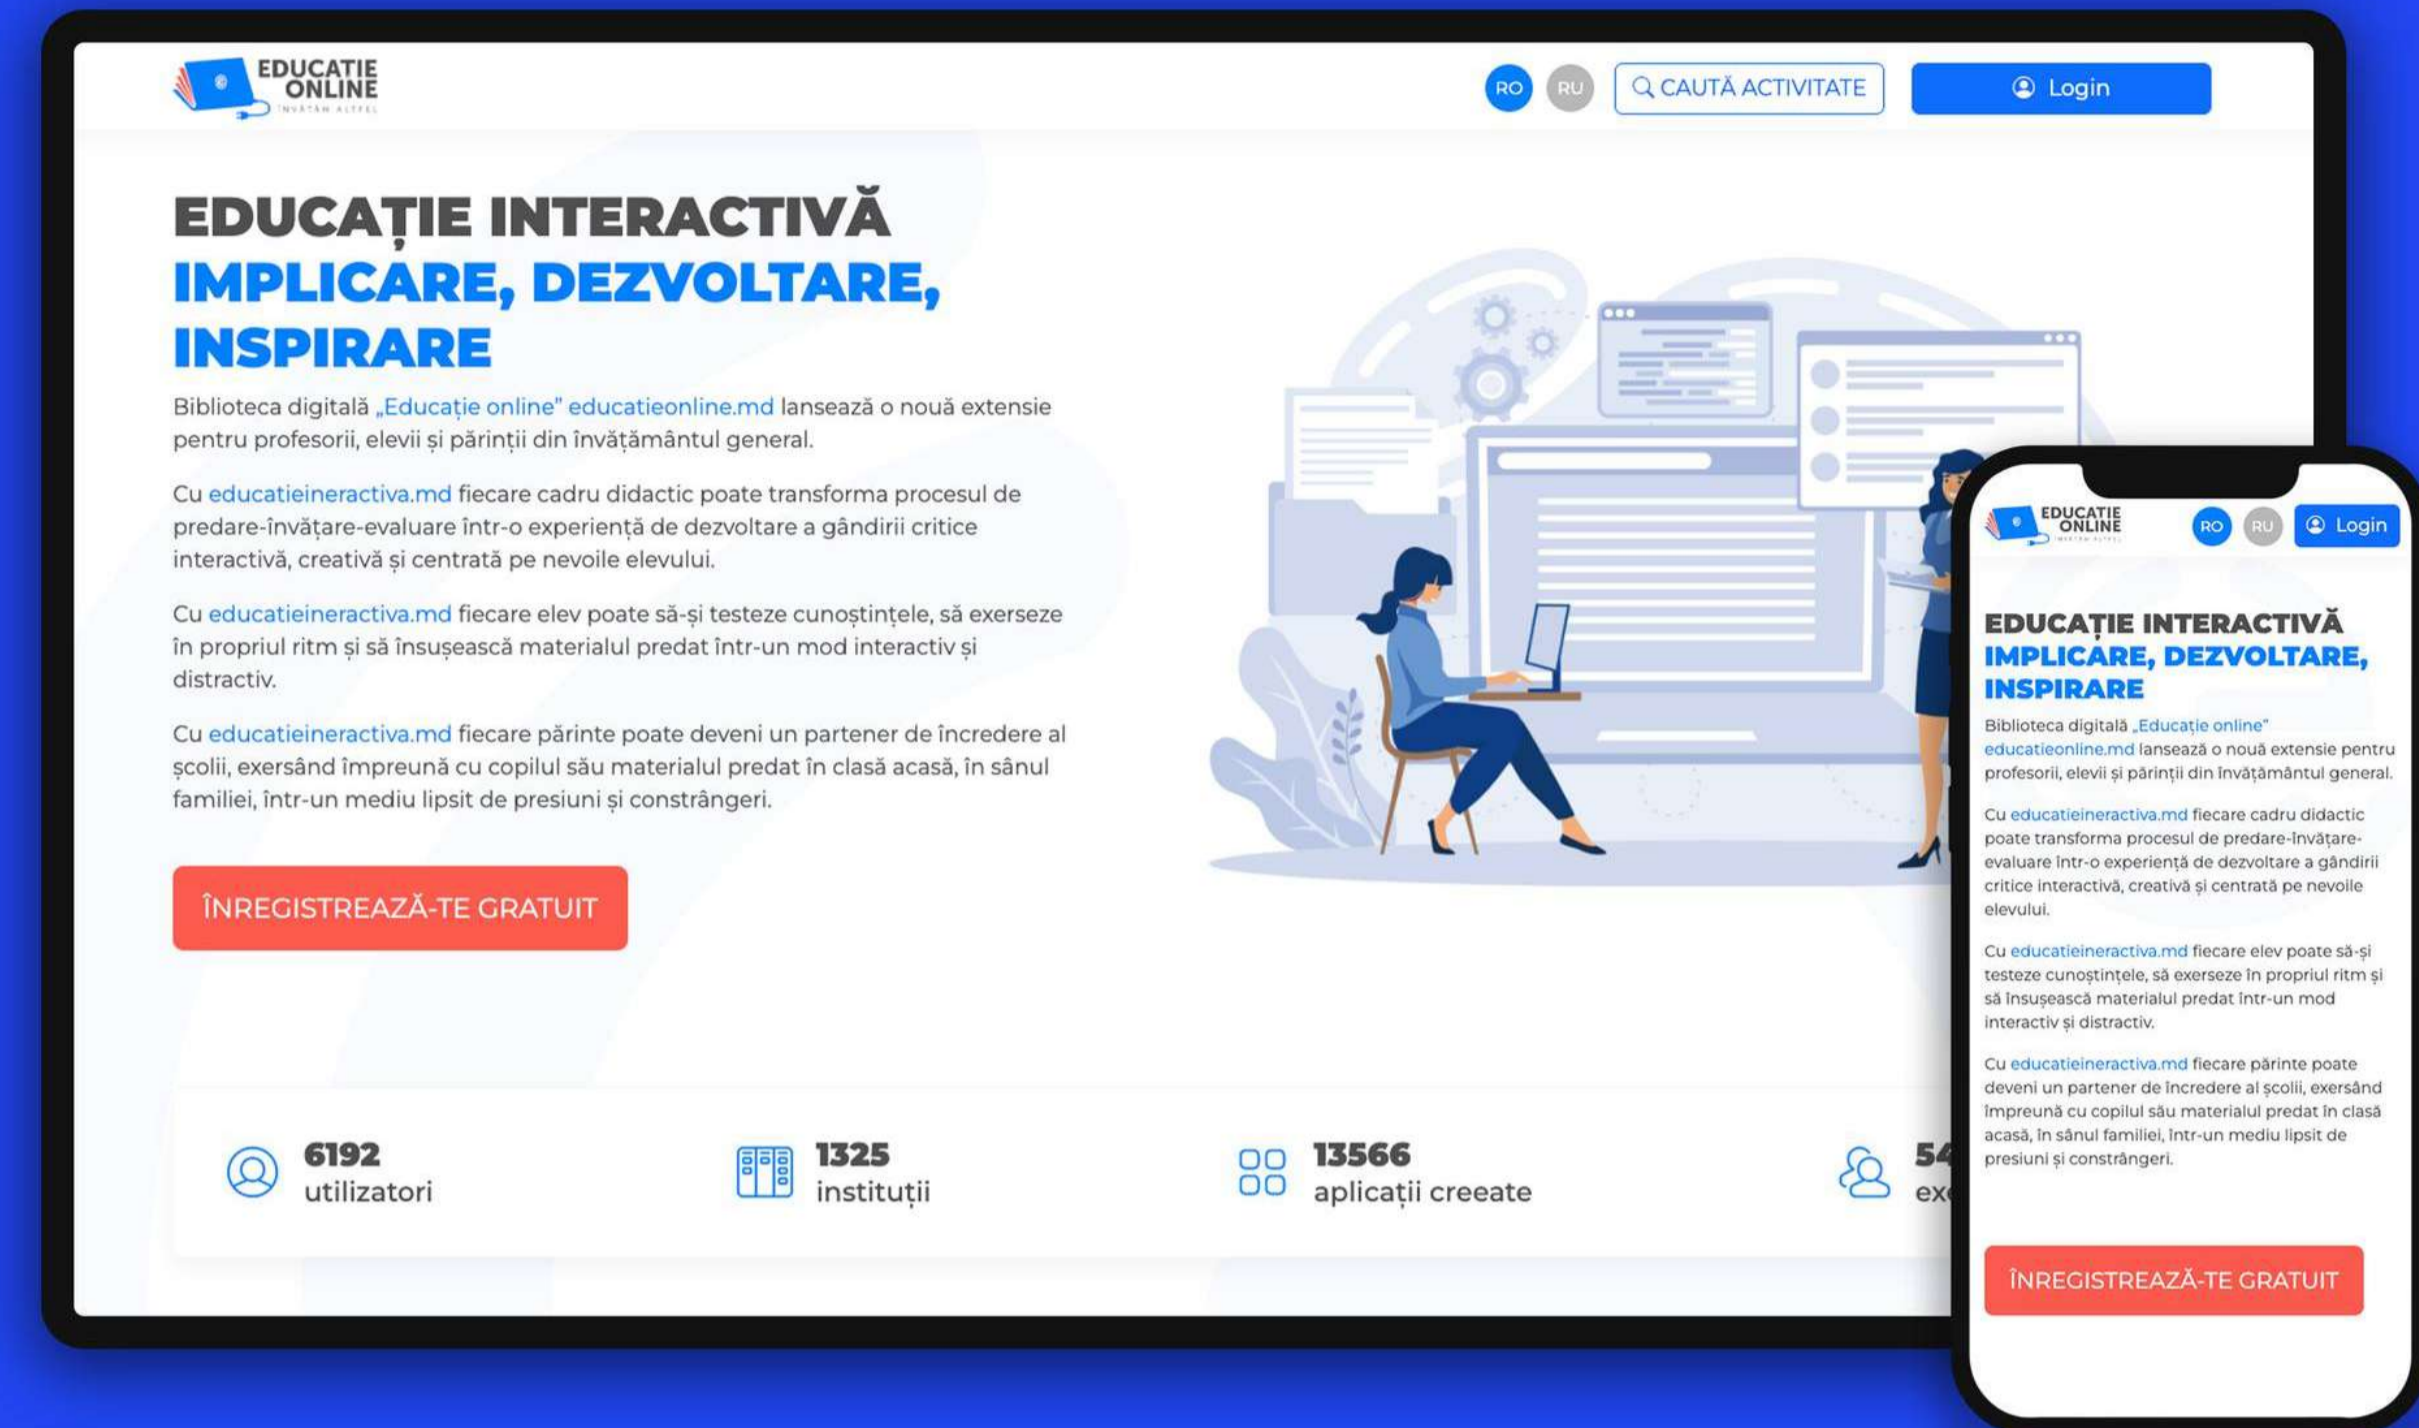 EDUCATIE
ONLINE
ÎNVĂȚĂM ALTFEL
RO
RU
CAUTĂ ACTIVITATE
Login
EDUCAȚIE INTERACTIVĂ
IMPLICARE, DEZVOLTARE,
INSPIRARE
Biblioteca digitală „Educație online” educatieonline.md lansează o nouă extensie
pentru profesorii, elevii și părinții din învățământul general.
Cu educatieineractiva.md fiecare cadru didactic poate transforma procesul de
predare-învățare-evaluare într-o experiență de dezvoltare a gândirii critice
interactivă, creativă și centrată pe nevoile elevului.
Cu educatieineractiva.md fiecare elev poate să-și testeze cunoștințele, să exerseze
în propriul ritm și să însușească materialul predat într-un mod interactiv și
distractiv.
Cu educatieineractiva.md fiecare părinte poate deveni un partener de încredere al
școlii, exersând împreună cu copilul său materialul predat în clasă acasă, în sânul
familiei, într-un mediu lipsit de presiuni și constrângeri.
ÎNREGISTREAZĂ-TE GRATUIT
6192
utilizatori
1325
instituții
13566
aplicații creeate
EDUCATIE
ONLINE
RO
RU
Login
EDUCAȚIE INTERACTIVĂ
IMPLICARE, DEZVOLTARE,
INSPIRARE
Biblioteca digitală „Educație online”
educatieonline.md lansează o nouă extensie pentru
profesorii, elevii și părinții din învățământul general.
Cu educatieineractiva.md fiecare cadru didactic
poate transforma procesul de predare-învățare-
evaluare într-o experiență de dezvoltare a gândirii
critice interactivă, creativă și centrată pe nevoile
elevului.
Cu educatieineractiva.md fiecare elev poate să-și
testeze cunoștințele, să exerseze în propriul ritm și
să însușească materialul predat într-un mod
interactiv și distractiv.
Cu educatieineractiva.md fiecare părinte poate
deveni un partener de încredere al școlii, exersând
împreună cu copilul său materialul predat în clasă
acasă, în sânul familiei, într-un mediu lipsit de
presiuni și constrângeri.
ÎNREGISTREAZĂ-TE GRATUIT